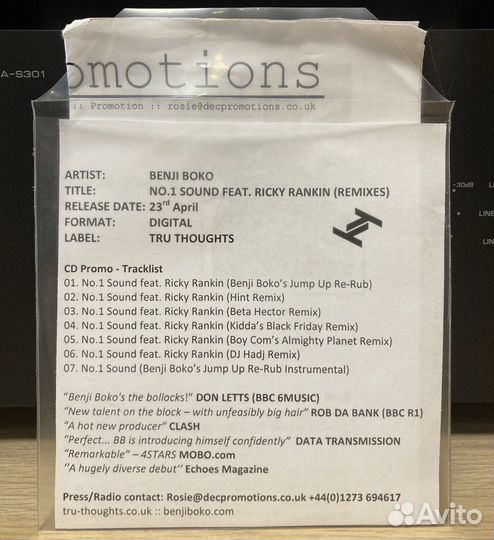 A-S301
omotions
:: Promotion :: rosie@decpromotions.co.uk
-30dB
LINE
LINE
ARTIST: BENJI BOKO
TITLE: NO.1 SOUND FEAT. RICKY RANKIN (REMIXES)
RELEASE DATE: 23rd April
FORMAT: DIGITAL
LABEL: TRU THOUGHTS
CD Promo - Tracklist
01. No.1 Sound feat. Ricky Rankin (Benji Boko's Jump Up Re-Rub)
02. No.1 Sound feat. Ricky Rankin (Hint Remix)
03. No.1 Sound feat. Ricky Rankin (Beta Hector Remix)
04. No.1 Sound feat. Ricky Rankin (Kidda's Black Friday Remix)
05. No.1 Sound feat. Ricky Rankin (Boy Com's Almighty Planet Remix)
06. No.1 Sound feat. Ricky Rankin (DJ Hadj Remix)
07. No.1 Sound (Benji Boko's Jump Up Re-Rub Instrumental)
"Benji Boko's the bollocks!" DON LETTS (BBC 6MUSIC)
"New talent on the block – with unfeasibly big hair" ROB DA BANK (BBC R1)
"A hot new producer" CLASH
"Perfect... BB is introducing himself confidently" DATA TRANSMISSION
"Remarkable" – 4STARS MOBO.com
"A hugely diverse debut" Echoes Magazine
Press/Radio contact: Rosie@decpromotions.co.uk +44(0)1273 694617
tru-thoughts.co.uk :: benjiboko.com
Avito